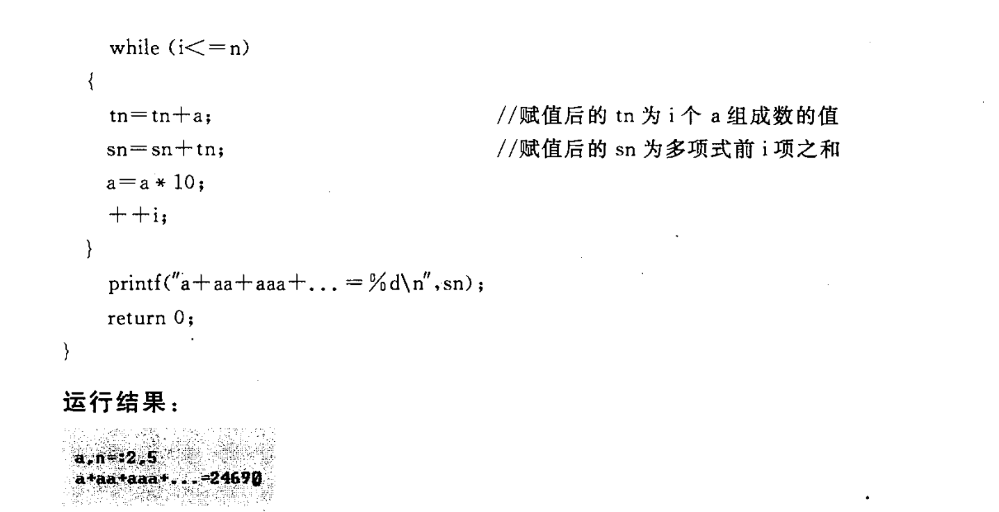 while (i<=n)
{
tn=tn+a; //赋值后的 tn 为 i 个 a 组成数的值
sn=sn+tn; //赋值后的 sn 为多项式前 i 项之和
a=a * 10;
++i;
}
printf("a+aa+aaa+...=%d\n",sn);
return 0;
}
运行结果:
a,n=:2,5
a+aa+aaa+...=24690